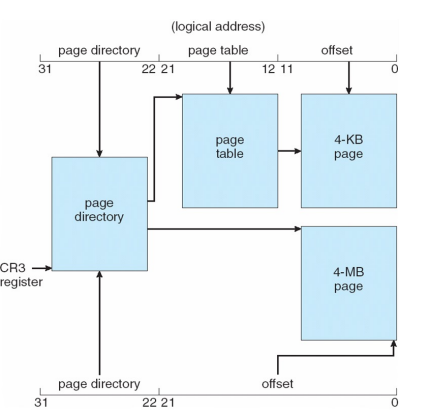 (logical address)
page directory page table offset
31 22 21 12 11 0
page
table
4-KB
page
page
directory
CR3
register
4-MB
page
page directory offset
31 22 21 0